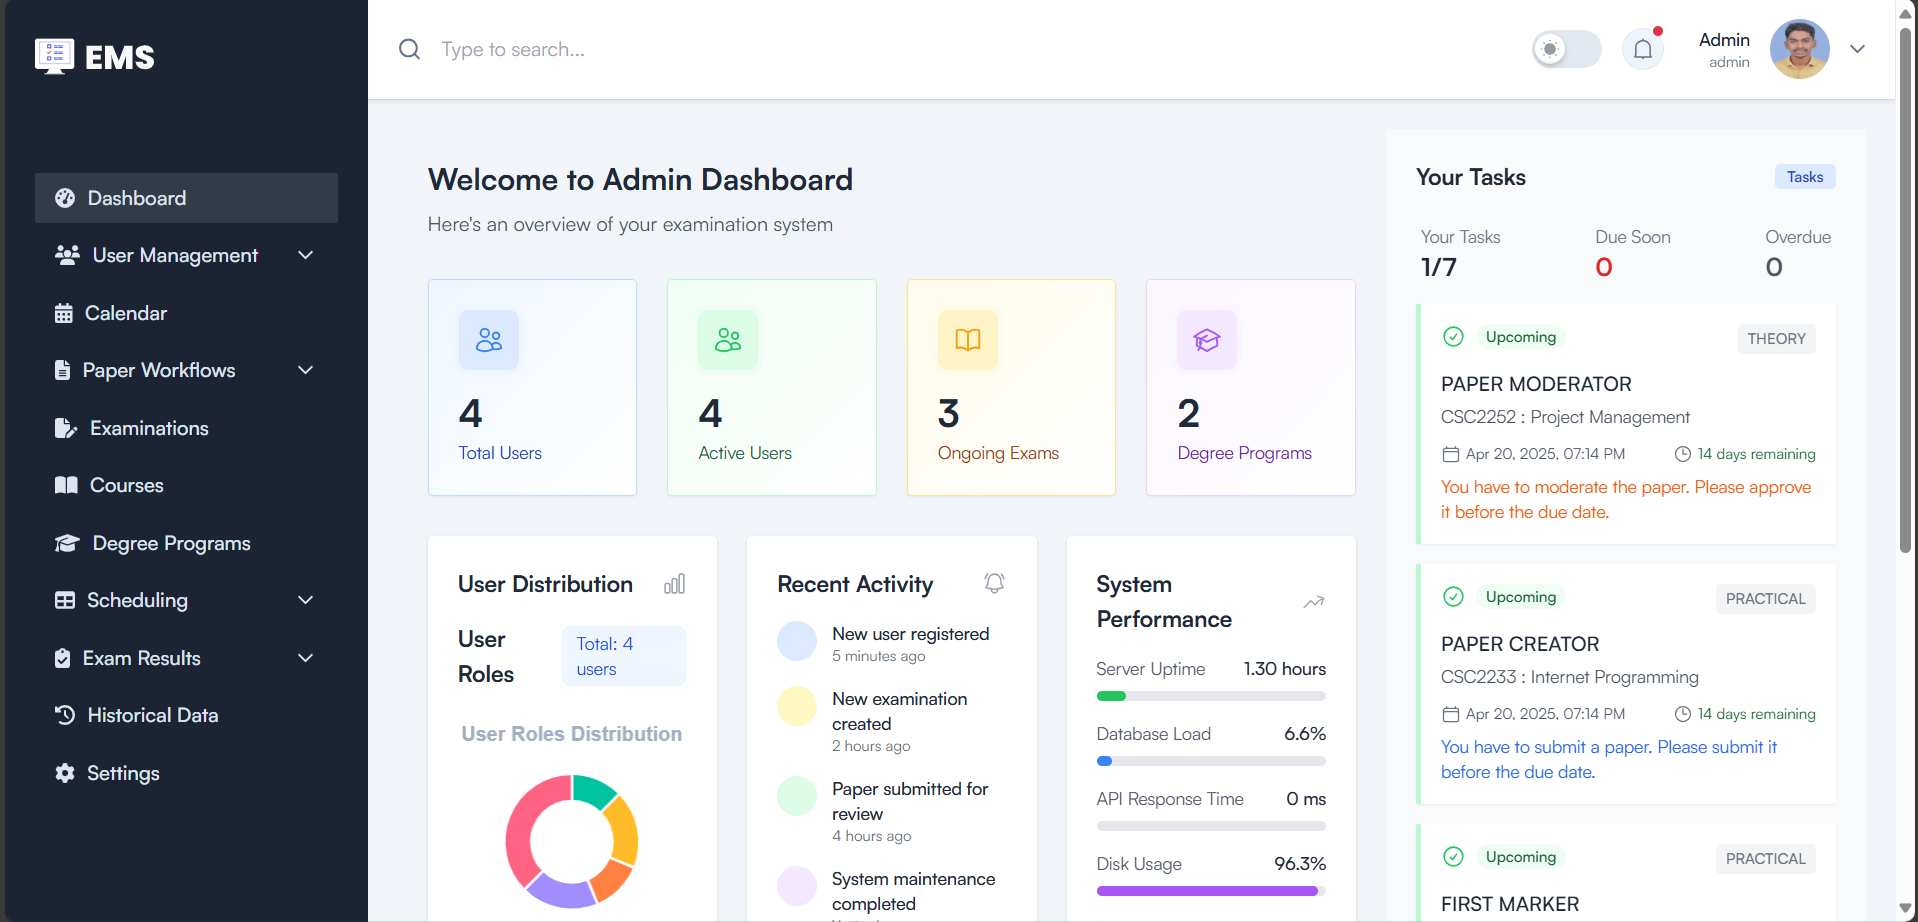 EMS
Dashboard
User Management
Calendar
Paper Workflows
Examinations
Courses
Degree Programs
Scheduling
Exam Results
Historical Data
Settings
Type to search...
Admin
admin
Welcome to Admin Dashboard
Here's an overview of your examination system
4
Total Users
4
Active Users
3
Ongoing Exams
2
Degree Programs
User Distribution
User
Roles
Total: 4
users
User Roles Distribution
Recent Activity
New user registered
5 minutes ago
New examination
created
2 hours ago
Paper submitted for
review
4 hours ago
System maintenance
completed
System
Performance
Server Uptime 1.30 hours
Database Load 6.6%
API Response Time 0 ms
Disk Usage 96.3%
Your Tasks Tasks
Your Tasks Due Soon Overdue
1/7 0 0
Upcoming THEORY
PAPER MODERATOR
CSC2252 : Project Management
Apr 20, 2025, 07:14 PM 14 days remaining
You have to moderate the paper. Please approve
it before the due date.
Upcoming PRACTICAL
PAPER CREATOR
CSC2233 : Internet Programming
Apr 20, 2025, 07:14 PM 14 days remaining
You have to submit a paper. Please submit it
before the due date.
Upcoming PRACTICAL
FIRST MARKER